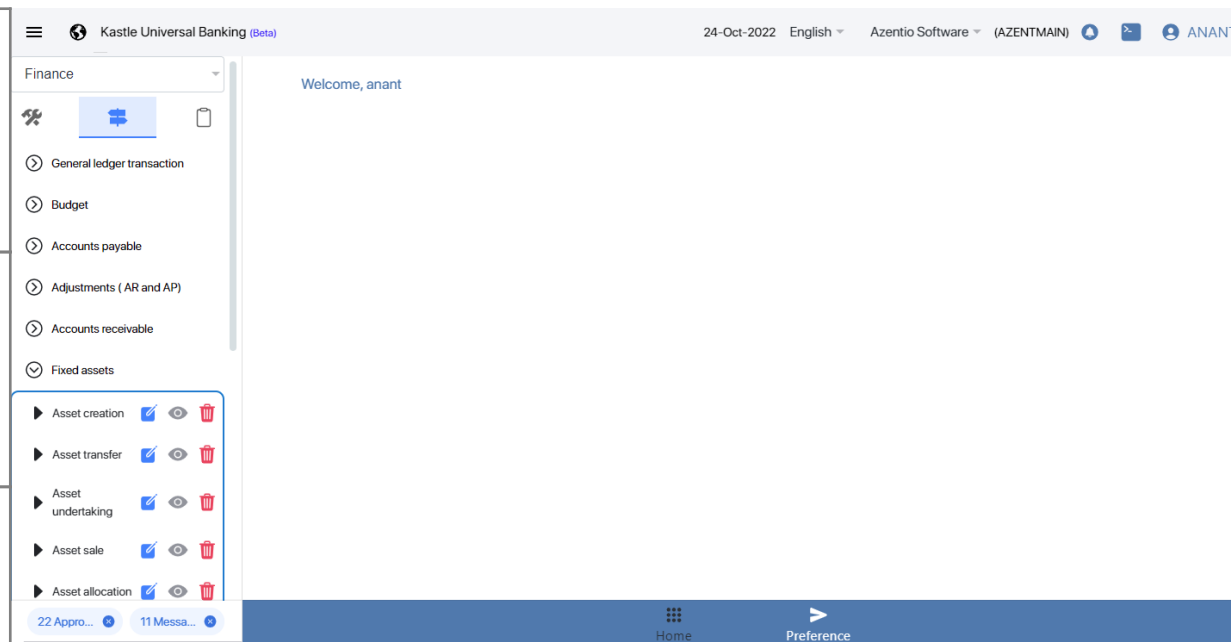 Kastle Universal Banking (Beta)
24-Oct-2022 English Azentio Software (AZENTMAIN) ANANT
Finance
Welcome, anant
General ledger transaction
Budget
Accounts payable
Adjustments ( AR and AP)
Accounts receivable
Fixed assets
Asset creation
Asset transfer
Asset
undertaking
Asset sale
Asset allocation
22 Appro... 11 Messa...
Home Preference